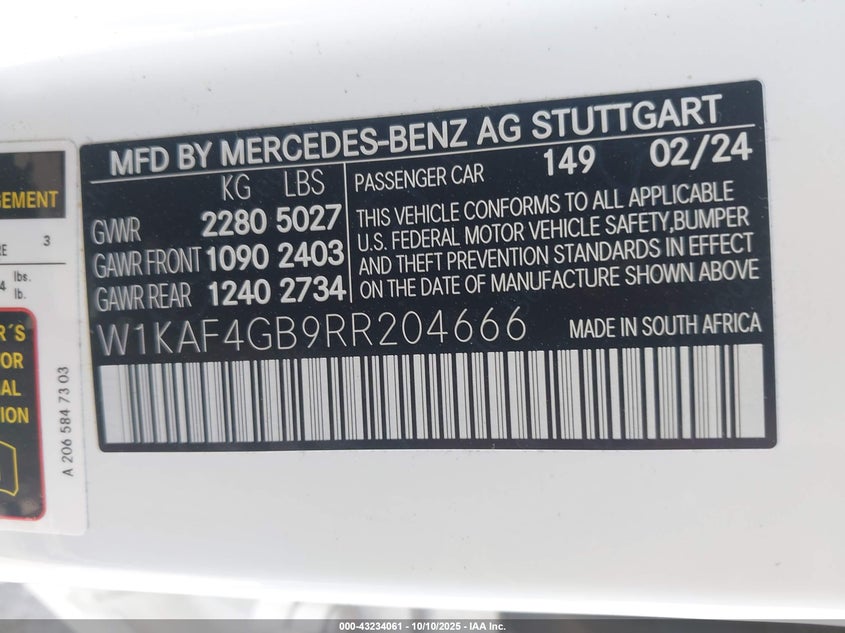 MFD BY MERCEDES-BENZ AG STUTTGART
KG LBS
GVWR 2280 5027
GAWR FRONT 1090 2403
GAWR REAR 1240 2734
PASSENGER CAR 149 02/24
THIS VEHICLE CONFORMS TO ALL APPLICABLE
U.S. FEDERAL MOTOR VEHICLE SAFETY,BUMPER
AND THEFT PREVENTION STANDARDS IN EFFECT
ON THE DATE OF MANUFACTURE SHOWN ABOVE
W1KAF4GB9RR204666
MADE IN SOUTH AFRICA
3
lbs.
lb.
A 206 584 73 03
000-43234061 - 10/10/2025 - IAA Inc.